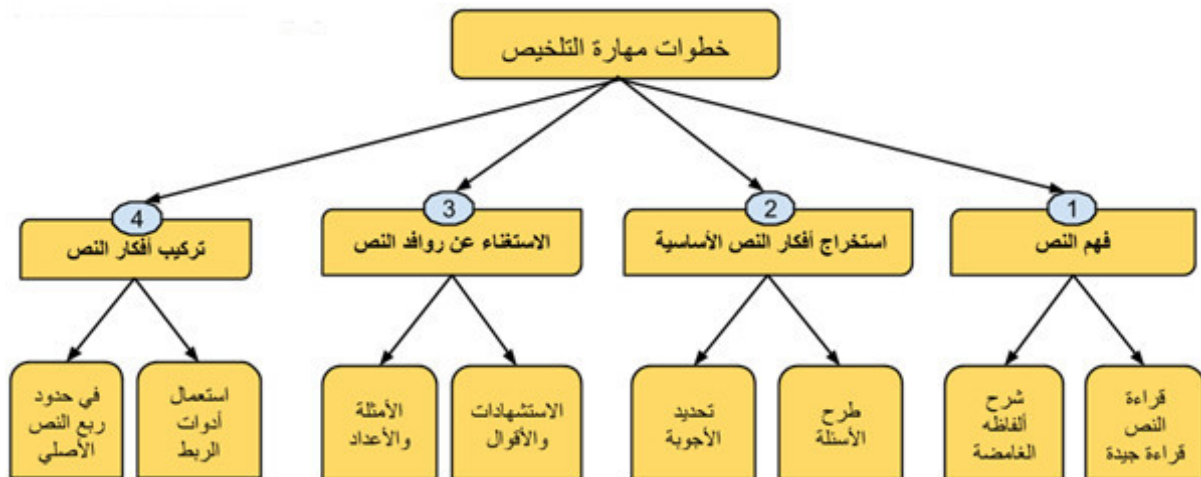 خطوات مهارة التلخيص
1
فهم النص
2
استخراج أفكار النص الأساسية
3
الاستغناء عن روافد النص
4
تركيب أفكار النص
قراءة
النص
قراءة جيدة
شرح
ألفاظه
الغامضة
طرح
الأسئلة
تحديد
الأجوبة
الاستشهادات
والأقوال
الأمثلة
والأعداد
استعمال
أدوات
الربط
في حدود
ربع النص
الأصلي